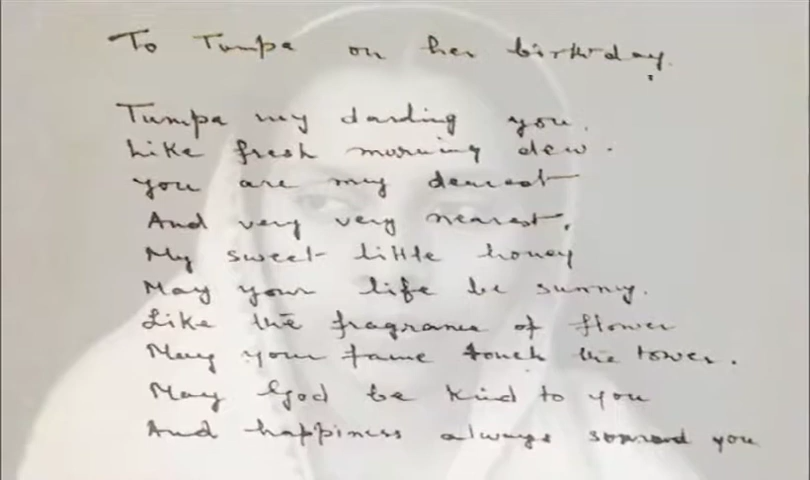 To Tumpa on her birthday.
Tumpa my darling you.
Like fresh morning dew.
You are my dearest
And very very nearest.
My sweet little honey
May your life be sunny.
Like the fragrance of flower
May your fame touch the tower.
May God be kind to you
And happiness always you